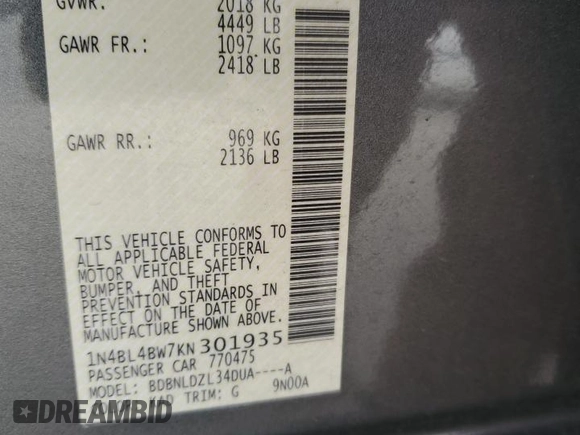 GVWR: 2018 KG
4449 LB
GAWR FR.: 1097 KG
2418 LB
GAWR RR.: 969 KG
2136 LB
THIS VEHICLE CONFORMS TO
ALL APPLICABLE FEDERAL
MOTOR VEHICLE SAFETY,
BUMPER, AND THEFT
PREVENTION STANDARDS IN
EFFECT ON THE DATE OF
MANUFACTURE SHOWN ABOVE.
1N4BL4BW7KN301935
PASSENGER CAR 770475
MODEL: BDBNLDZL34DUA----A
TRIM: G 9N00A
DREAMBID